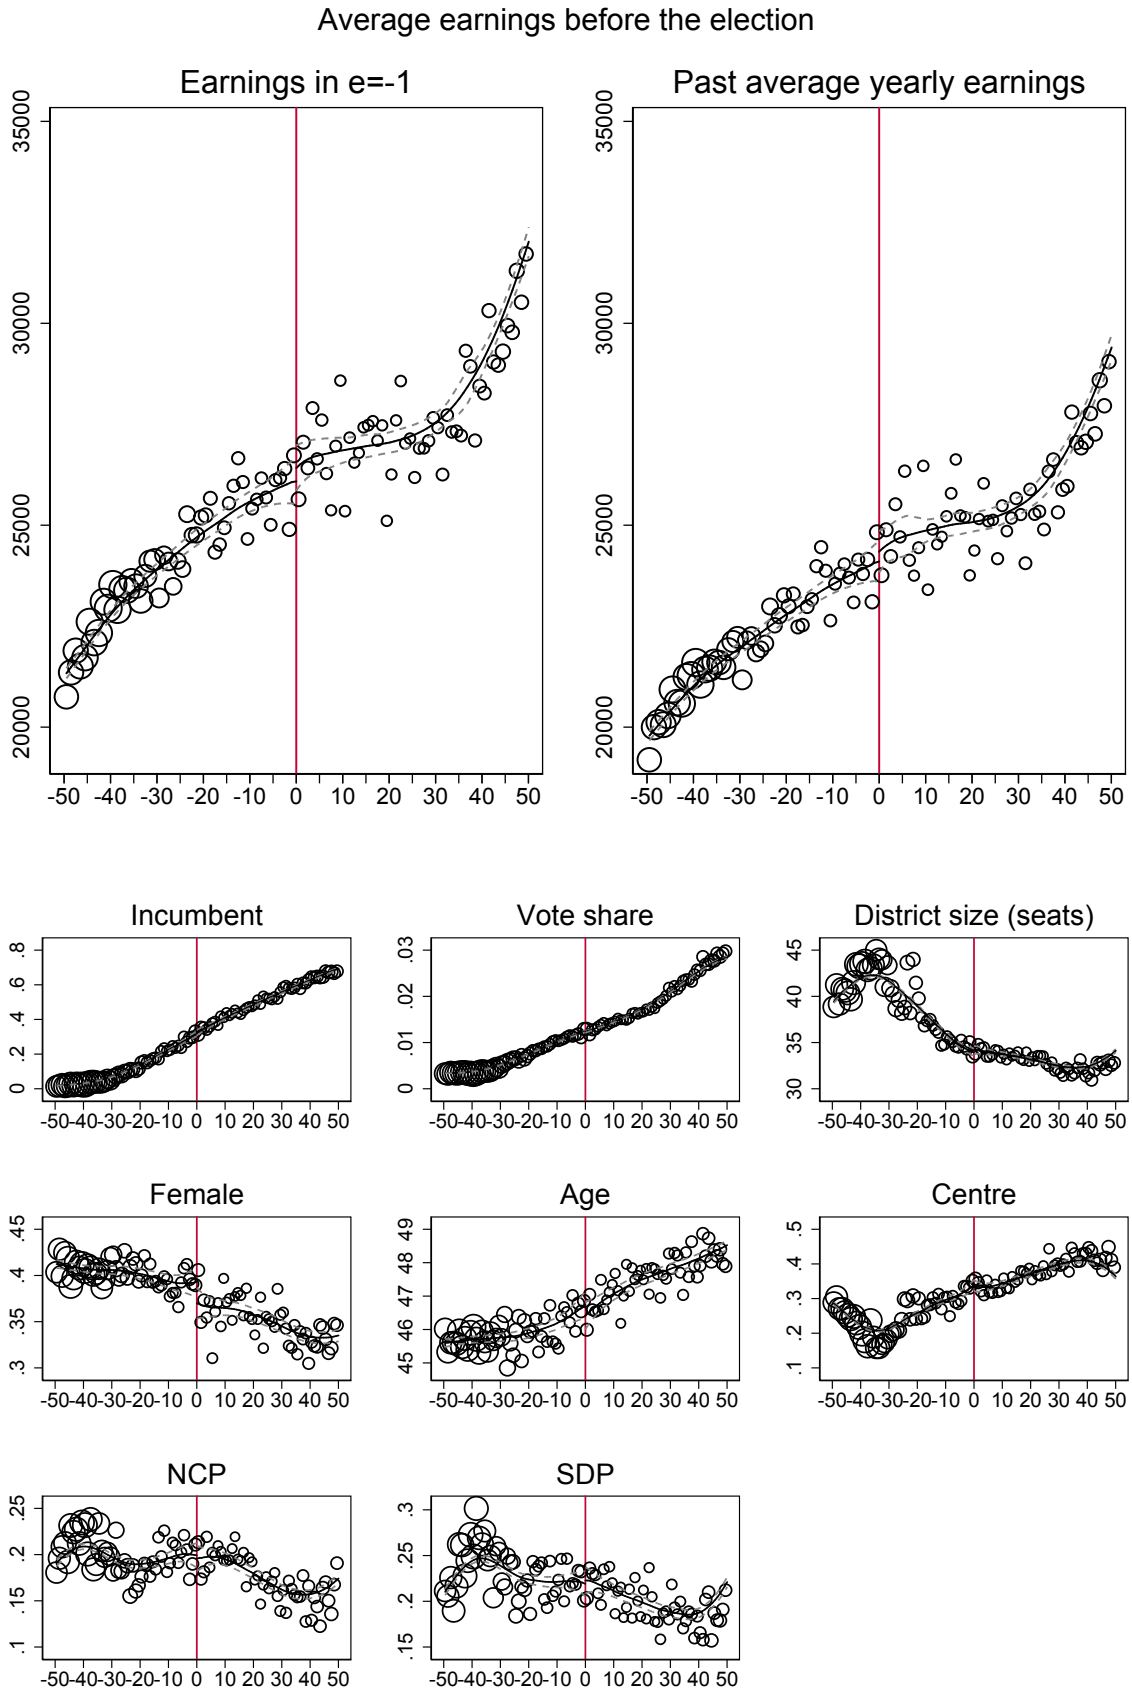 Average earnings before the election
Earnings in e=-1 Past average yearly earnings
35000 35000
30000 30000
25000 25000
20000 20000
-50 -30 -10 0 10 20 30 40 50 -50 -30 -10 0 10 20 30 40 50
Incumbent Vote share District size (seats)
.8 .6 .4 .2 0 .03 .02 .01 0 45 40 35 30
-50-40-30-20-10 0 10 20 30 40 50 -50-40-30-20-10 0 10 20 30 40 50 -50-40-30-20-10 0 10 20 30 40 50
Female Age Centre
.45 .4 .35 .3 49 48 47 46 45 .5 .4 .3 .2 .1
-50-40-30-20-10 0 10 20 30 40 50 -50-40-30-20-10 0 10 20 30 40 50 -50-40-30-20-10 0 10 20 30 40 50
NCP SDP
.25 .2 .15 .1 .3 .25 .2 .15
-50-40-30-20-10 0 10 20 30 40 50 -50-40-30-20-10 0 10 20 30 40 50